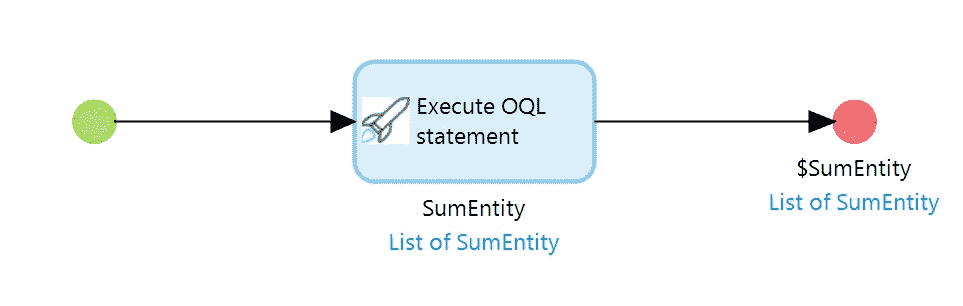 Execute OQL
statement
SumEntity
List of SumEntity
$SumEntity
List of SumEntity